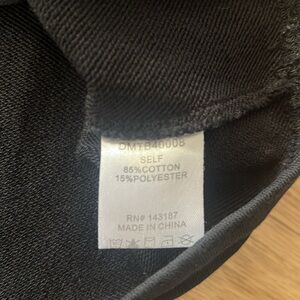 DMTB40008
SELF
85%COTTON
15%POLYESTER
RN# 143187
MADE IN CHINA